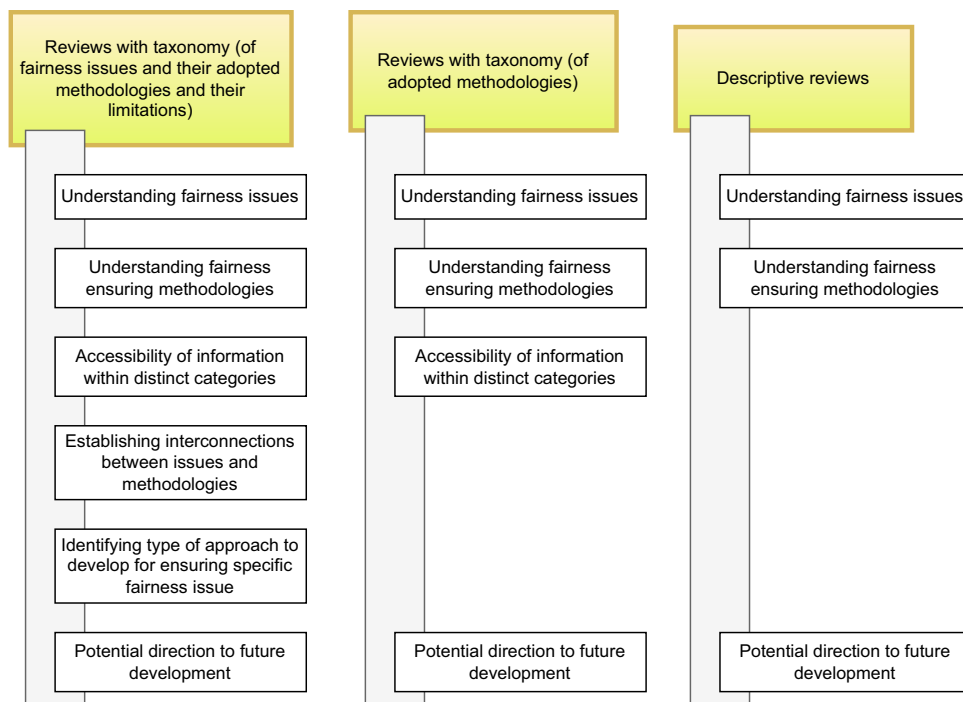 Reviews with taxonomy (of
fairness issues and their adopted
methodologies and their
limitations)
Understanding fairness issues
Understanding fairness
ensuring methodologies
Accessibility of information
within distinct categories
Establishing interconnections
between issues and
methodologies
Identifying type of approach to
develop for ensuring specific
fairness issue
Potential direction to future
development
Reviews with taxonomy (of
adopted methodologies)
Understanding fairness issues
Understanding fairness
ensuring methodologies
Accessibility of information
within distinct categories
Potential direction to future
development
Descriptive reviews
Understanding fairness issues
Understanding fairness
ensuring methodologies
Potential direction to future
development